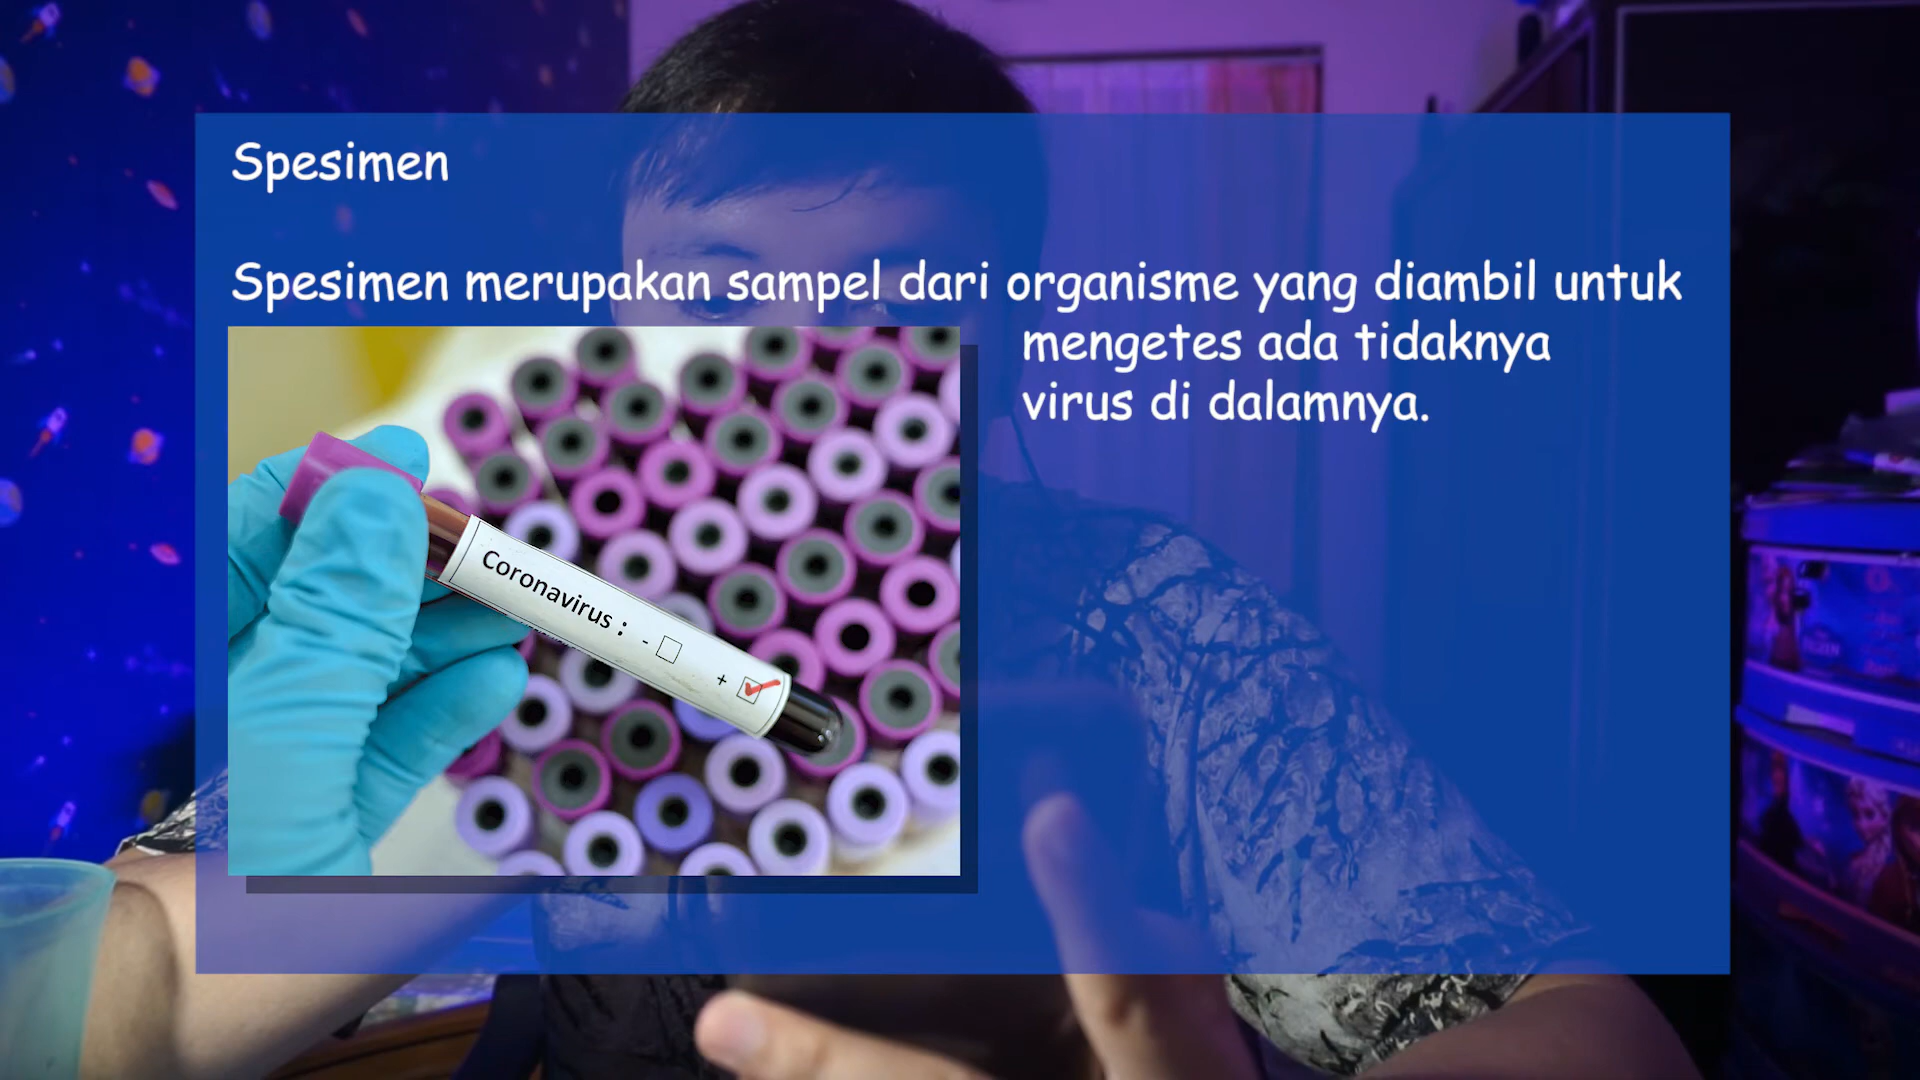 Spesimen
Spesimen merupakan sampel dari organisme yang diambil untuk
mengetes ada tidaknya
virus di dalamnya.
Coronavirus : - 
+